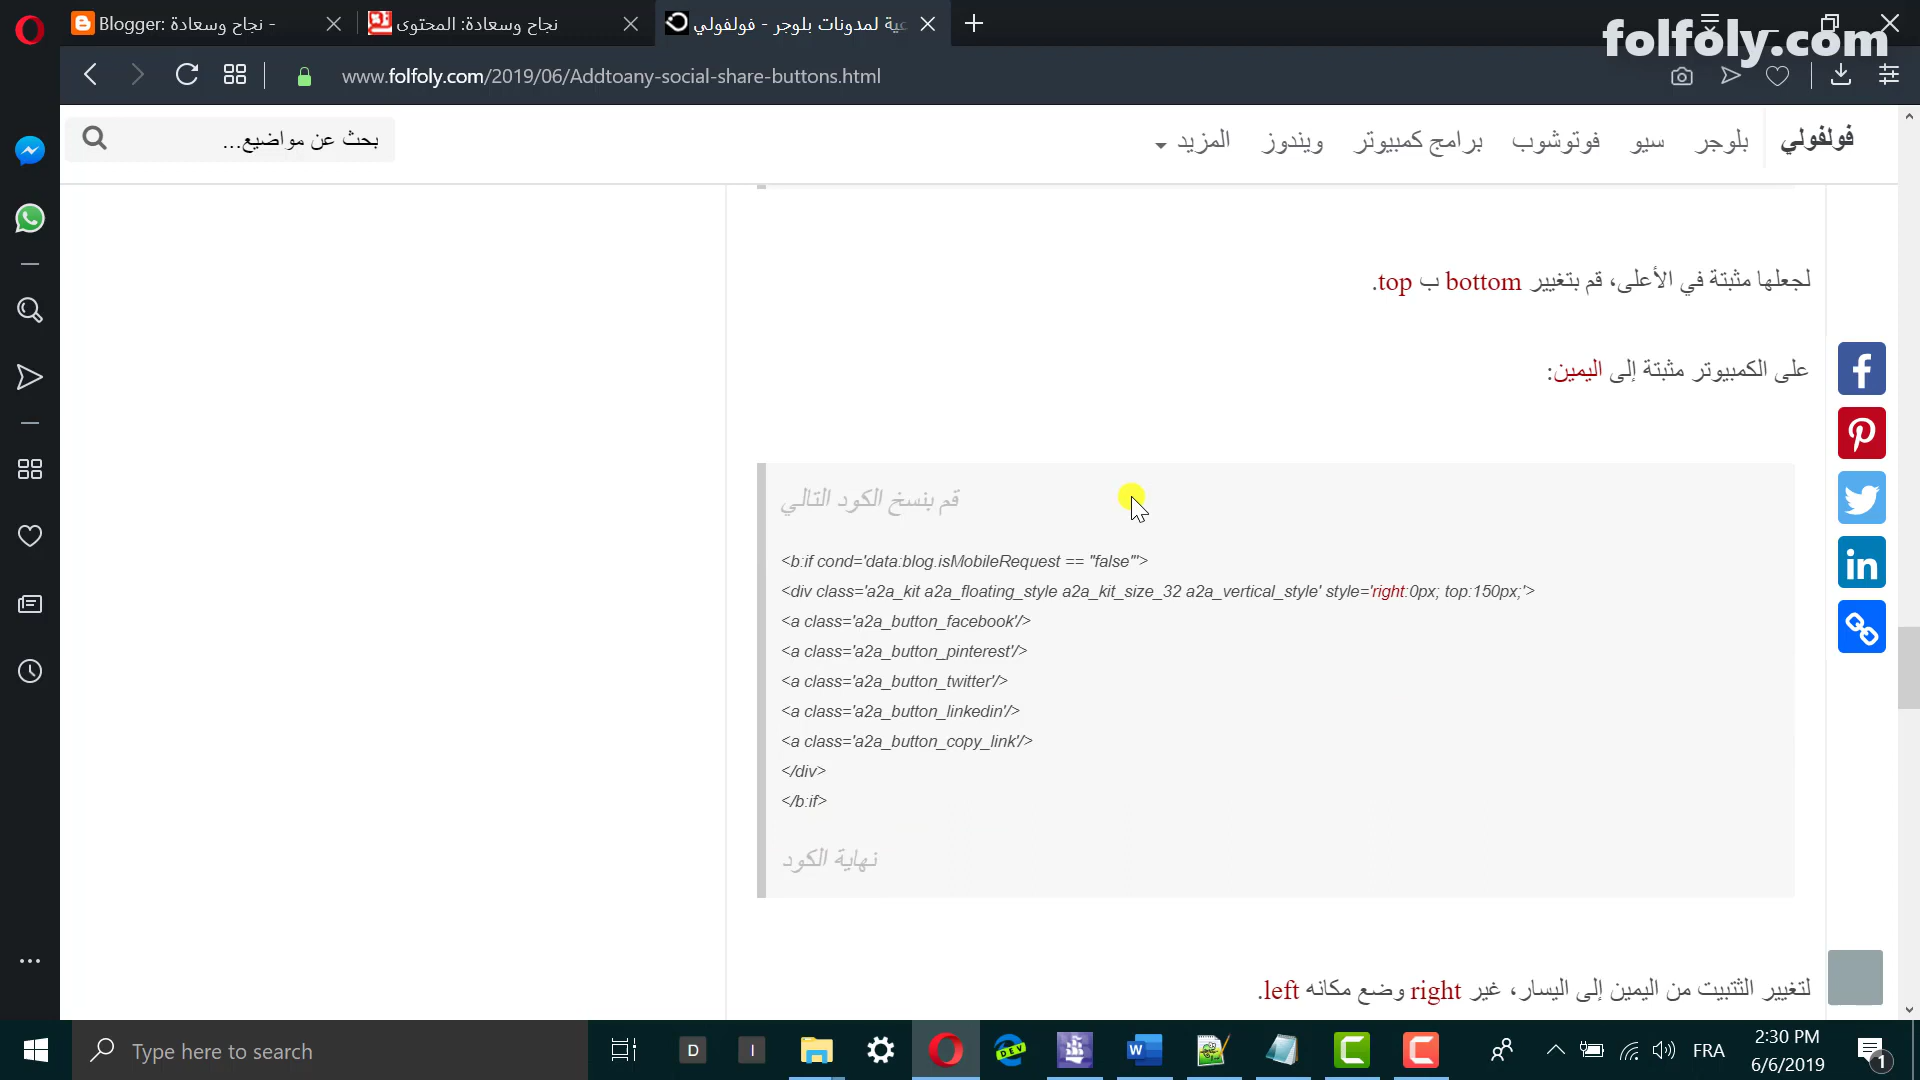 Blogger: نجاح وسعادة -
نجاح وسعادة: المحتوى
عية لمدونات بلوجر - فولفولي
folfoly.com
www.folfoly.com/2019/06/Addtoany-social-share-buttons.html
فولفولي
بلوجر
سيو
فوتوشوب
برامج كمبيوتر
ويندوز
المزيد
بحث عن مواضيع...
لجعلها مثبتة في الأعلى، قم بتغيير bottom ب top.
على الكمبيوتر مثبتة إلى اليمين:
قم بنسخ الكود التالي
<b:if cond='data:blog.isMobileRequest == "false"'>
<div class='a2a_kit a2a_floating_style a2a_kit_size_32 a2a_vertical_style' style='right:0px; top:150px;'>
<a class='a2a_button_facebook'/>
<a class='a2a_button_pinterest'/>
<a class='a2a_button_twitter'/>
<a class='a2a_button_linkedin'/>
<a class='a2a_button_copy_link'/>
</div>
</b:if>
نهاية الكود
لتغيير التثبيت من اليمين إلى اليسار، غير right وضع مكانه left.
Type here to search
D
I
DEV
W
FRA
2:30 PM
6/6/2019
1